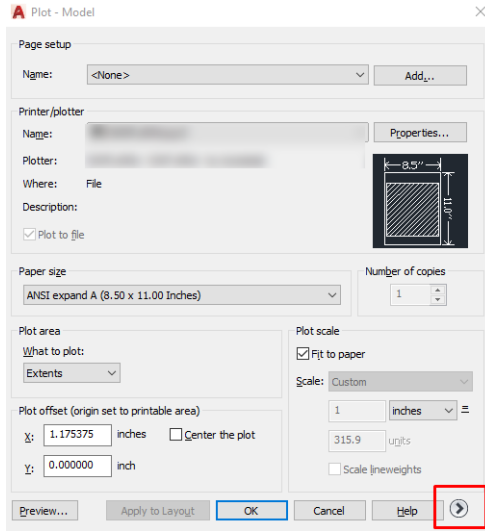 A Plot - Model
Page setup
Name: <None> Add...
Printer/plotter
Name: Properties...
Plotter:
Where: File
Description:
Plot to file
8.5"
11.0"
Paper size
ANSI expand A (8.50 x 11.00 Inches)
Number of copies
1
Plot area
What to plot:
Extents
Plot scale
Fit to paper
Scale: Custom
1 inches =
315.9 units
Scale lineweights
Plot offset (origin set to printable area)
X: 1.175375 inches Center the plot
Y: 0.000000 inch
Preview... Apply to Layout OK Cancel Help